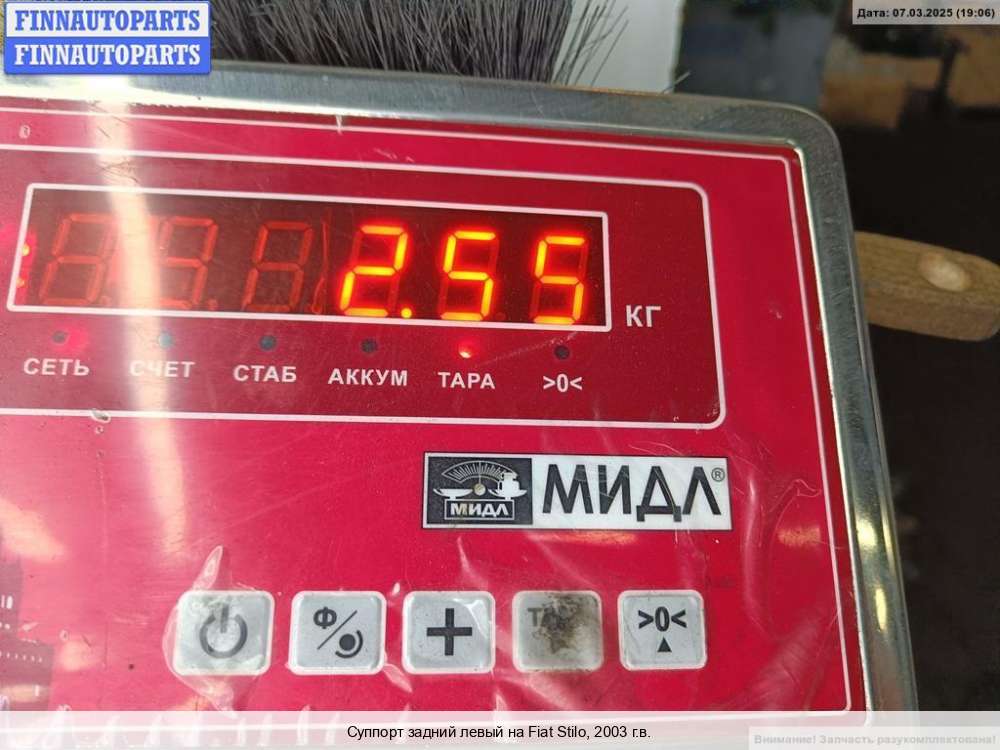 FINNAUTOPARTS
FINNAUTOPARTS
Дата: 07.03.2025 (19:06)
2.55
КГ
СЕТЬ СЧЕТ СТАБ АККУМ ТАРА >0<
МИДЛ МИДЛ®
Ф >0<
Суппорт задний левый на Fiat Stilo, 2003 г.в.
Внимание! Запчасть разукомплектована!